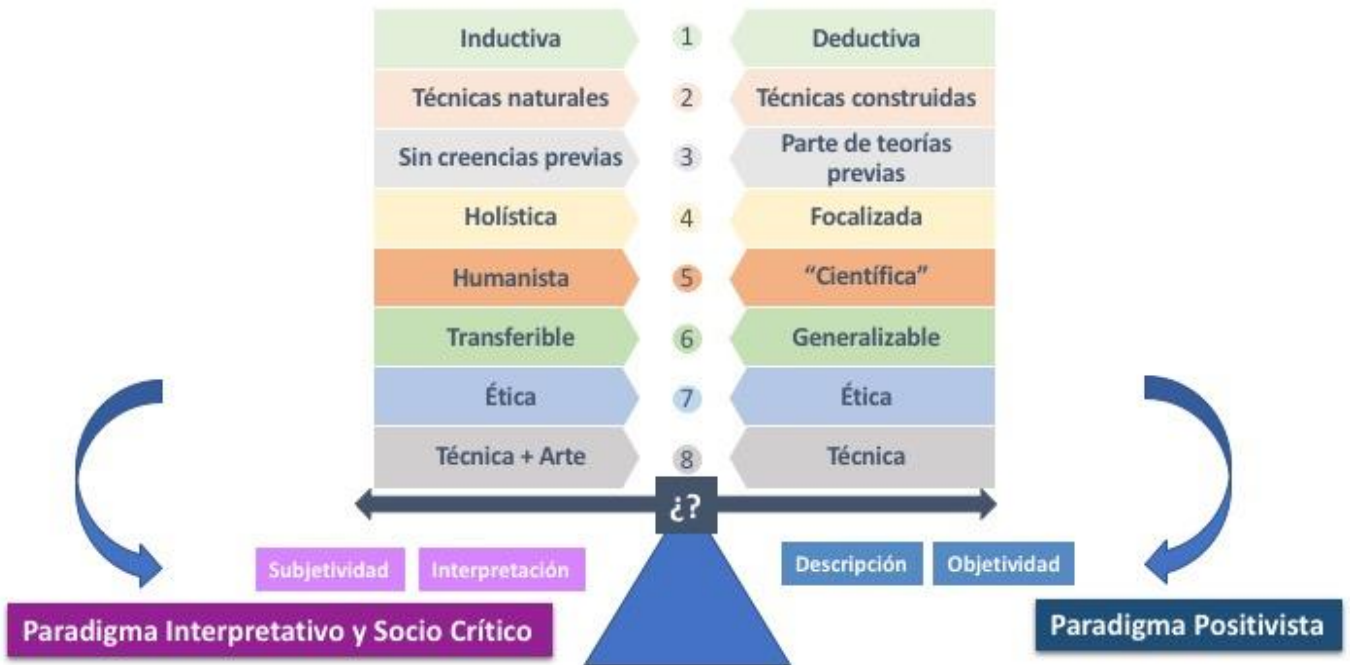 Inductiva 1 Deductiva
Técnicas naturales 2 Técnicas construidas
Sin creencias previas 3 Parte de teorías
previas
Holística 4 Focalizada
Humanista 5 “Científica”
Transferible 6 Generalizable
Ética 7 Ética
Técnica + Arte 8 Técnica
¿?
Subjetividad Interpretación Descripción Objetividad
Paradigma Interpretativo y Socio Crítico Paradigma Positivista